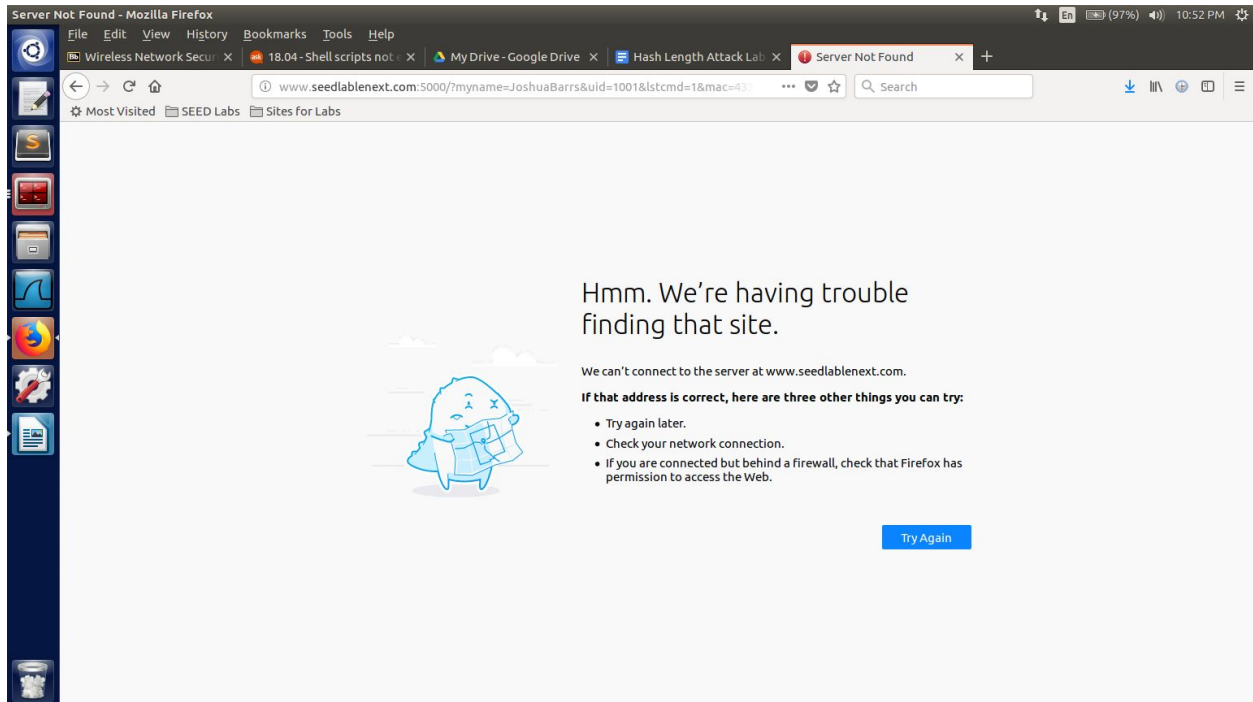 Server Not Found - Mozilla Firefox
En (97%) 10:52 PM
File Edit View History Bookmarks Tools Help
Bb Wireless Network Secur
ask 18.04 - Shell scripts not e
My Drive - Google Drive
Hash Length Attack Lab
Server Not Found
www.seedlablenext.com:5000/?myname=JoshuaBarrs&uid=1001&lstcmd=1&mac=43
Search
Most Visited SEED Labs Sites for Labs
Hmm. We're having trouble
finding that site.
We can't connect to the server at www.seedlablenext.com.
If that address is correct, here are three other things you can try:
Try again later.
Check your network connection.
If you are connected but behind a firewall, check that Firefox has
permission to access the Web.
Try Again